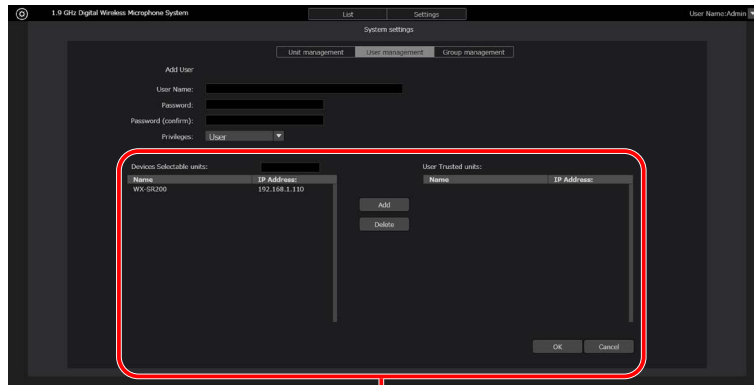 1.9 GHz Digital Wireless Microphone System List Settings User Name:Admin
System settings
Unit management User management Group management
Add User
User Name:
Password:
Password (confirm):
Privileges: User
Devices Selectable units: User Trusted units:
Name IP Address: Name IP Address:
WX-SR200 192.168.1.110
Add
Delete
OK Cancel